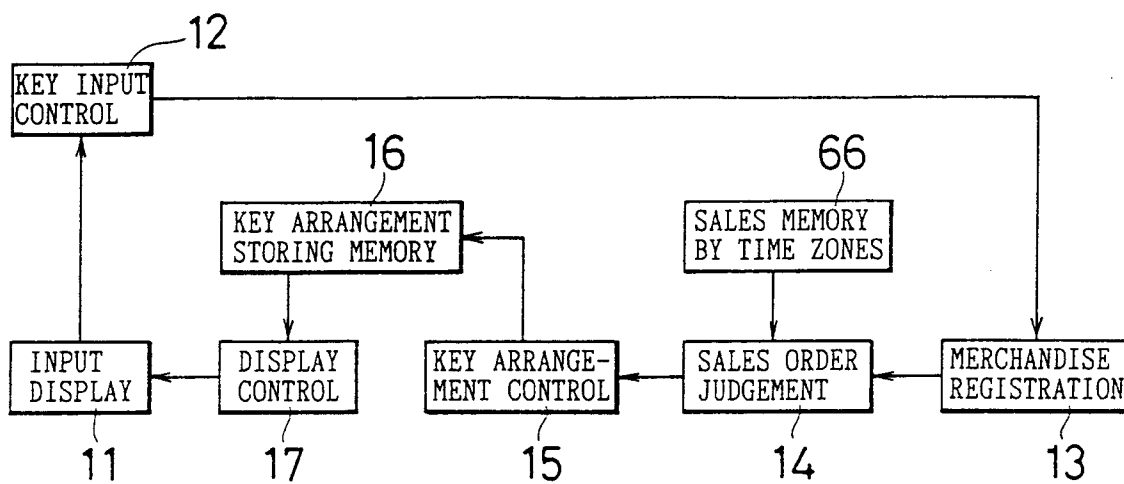 12
KEY INPUT
CONTROL
16
66
KEY ARRANGEMENT
STORING MEMORY
SALES MEMORY
BY TIME ZONES
INPUT
DISPLAY
DISPLAY
CONTROL
KEY ARRANGE-
MENT CONTROL
SALES ORDER
JUDGEMENT
MERCHANDISE
REGISTRATION
11
17
15
14
13